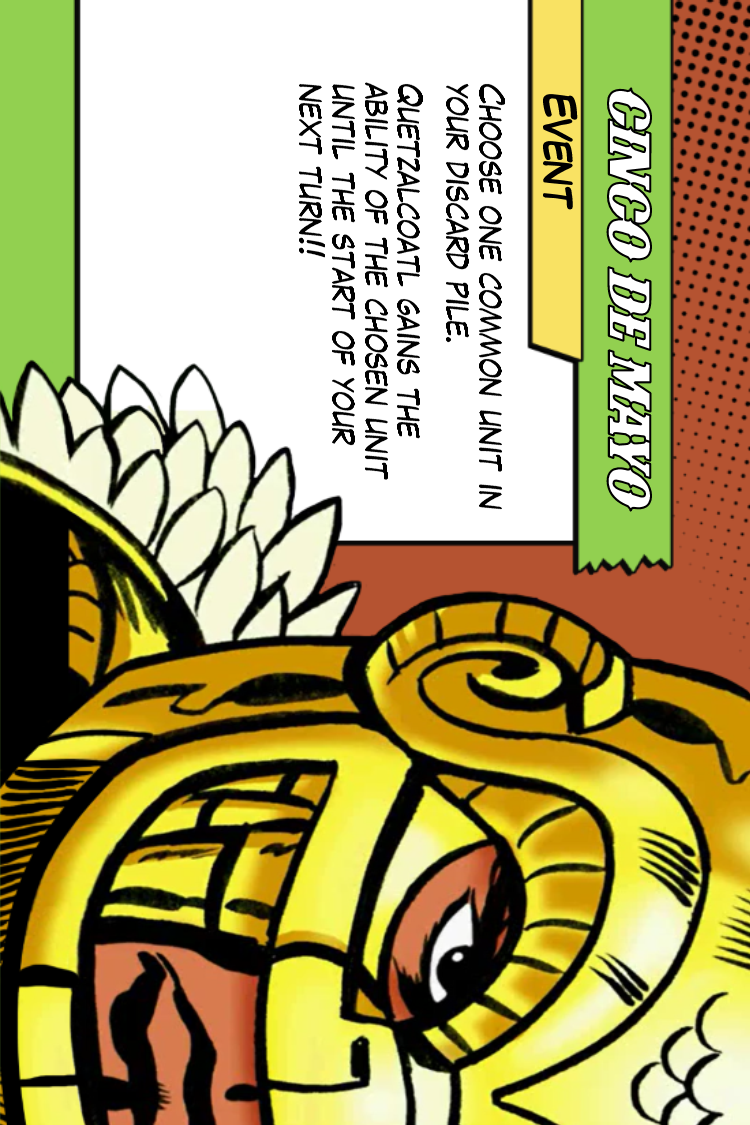 CINCO DE MAYO
EVENT
CHOOSE ONE COMMON UNIT IN
YOUR DISCARD PILE.
QUETZALCOATL GAINS THE
ABILITY OF THE CHOSEN UNIT
UNTIL THE START OF YOUR
NEXT TURN!!